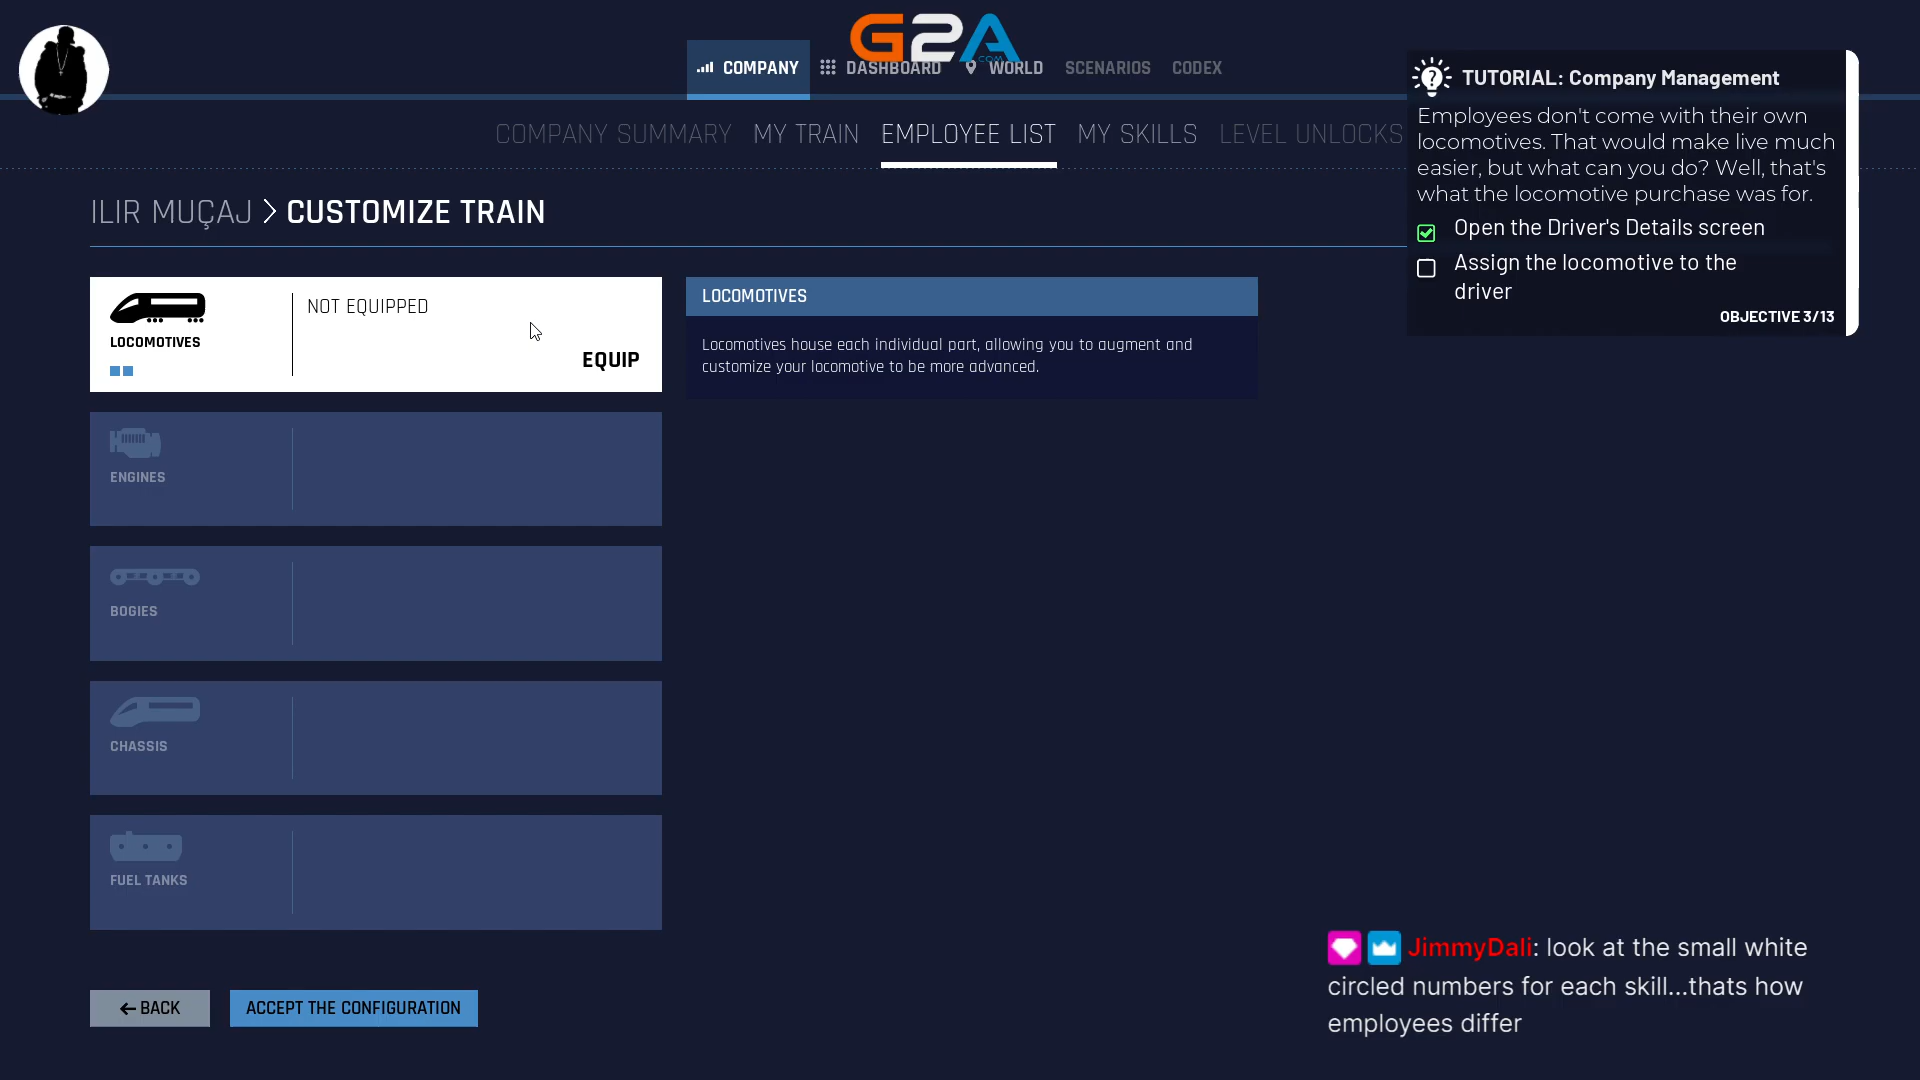 G2A
.COM
COMPANY DASHBOARD WORLD SCENARIOS CODEX
COMPANY SUMMARY MY TRAIN EMPLOYEE LIST MY SKILLS LEVEL UNLOCKS
TUTORIAL: Company Management
Employees don't come with their own
locomotives. That would make live much
easier, but what can you do? Well, that's
what the locomotive purchase was for.
Open the Driver's Details screen
Assign the locomotive to the
driver
OBJECTIVE 3/13
ILIR MUÇAJ > CUSTOMIZE TRAIN
LOCOMOTIVES
NOT EQUIPPED
EQUIP
ENGINES
BOGIES
CHASSIS
FUEL TANKS
LOCOMOTIVES
Locomotives house each individual part, allowing you to augment and
customize your locomotive to be more advanced.
BACK
ACCEPT THE CONFIGURATION
JimmyDali: look at the small white
circled numbers for each skill...thats how
employees differ